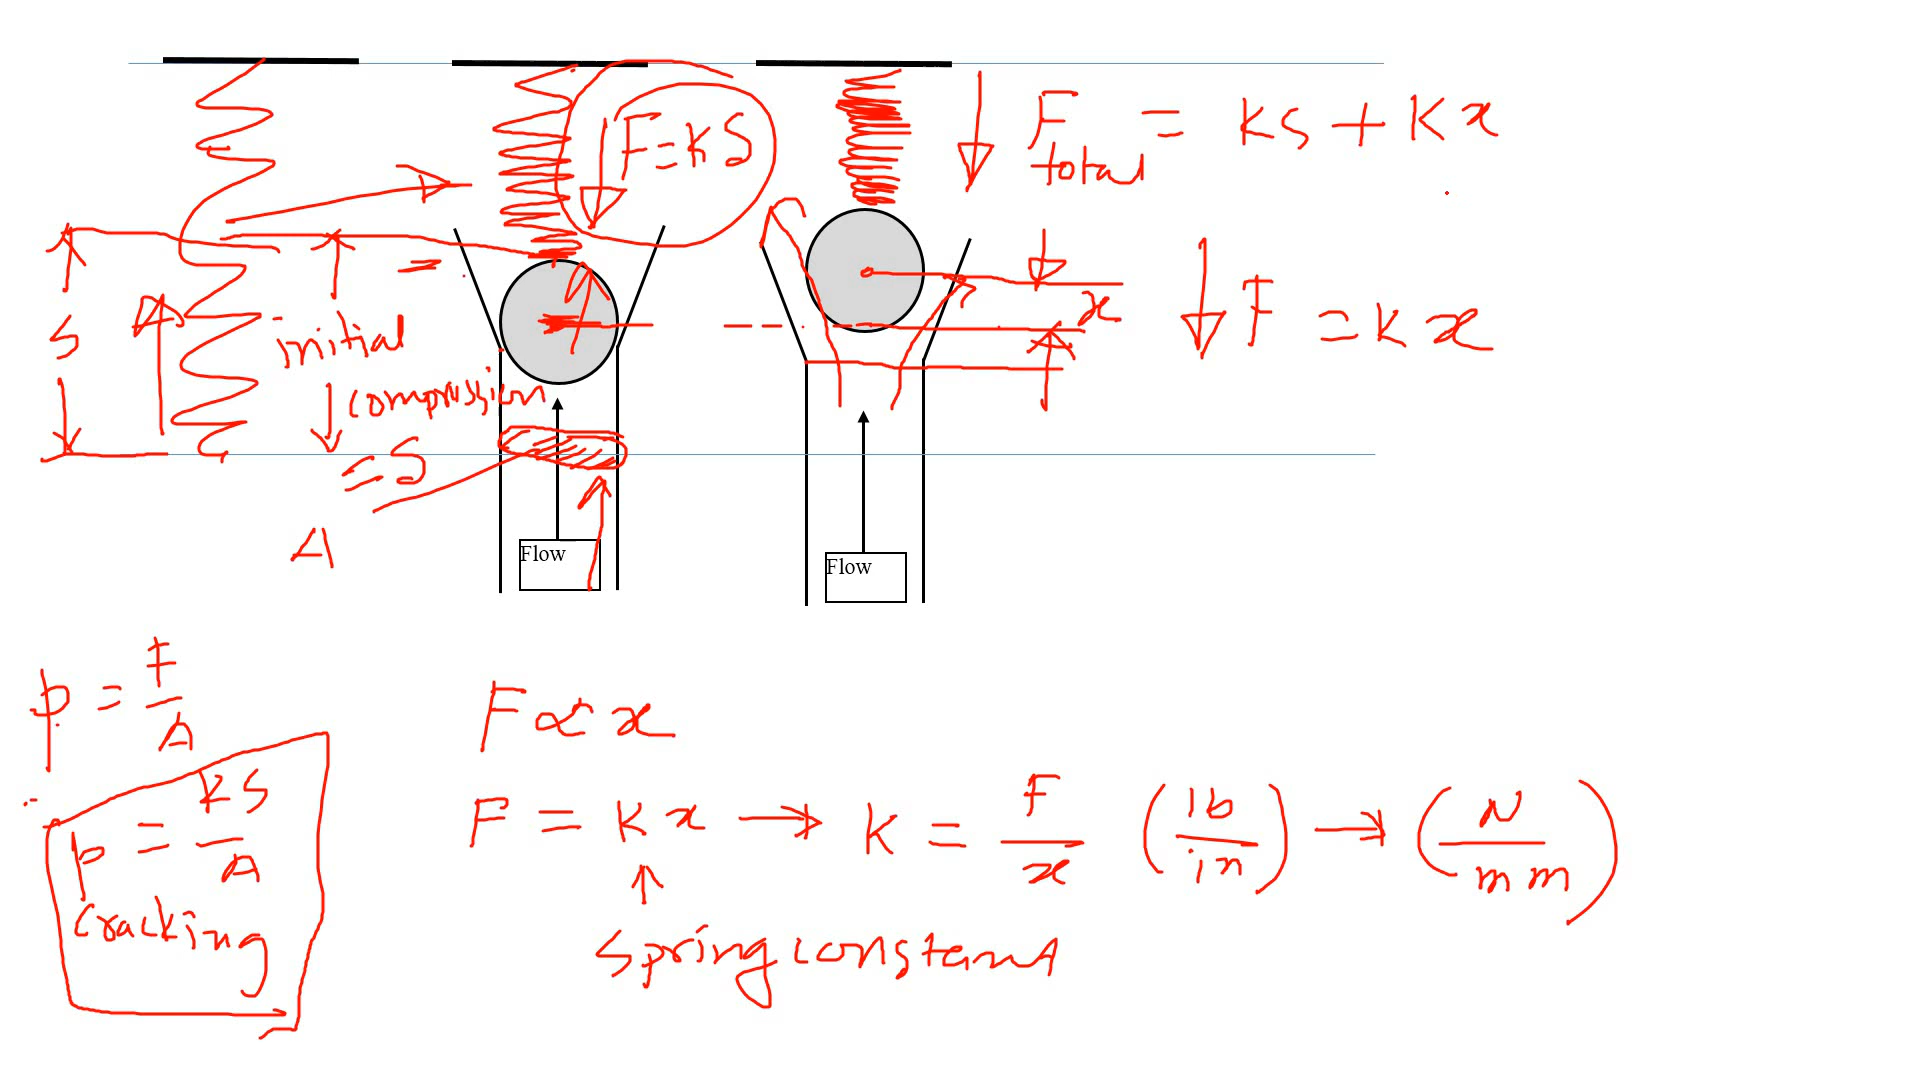 F = KS
F total = KS + Kx
S
initial
compression
= S
x
F = Kx
A
Flow
Flow
p = F/A
F ∝ x
∴ p cracking = KS/A
F = Kx → K = F/x (lb/in) → (N/mm)
↑
Spring constant